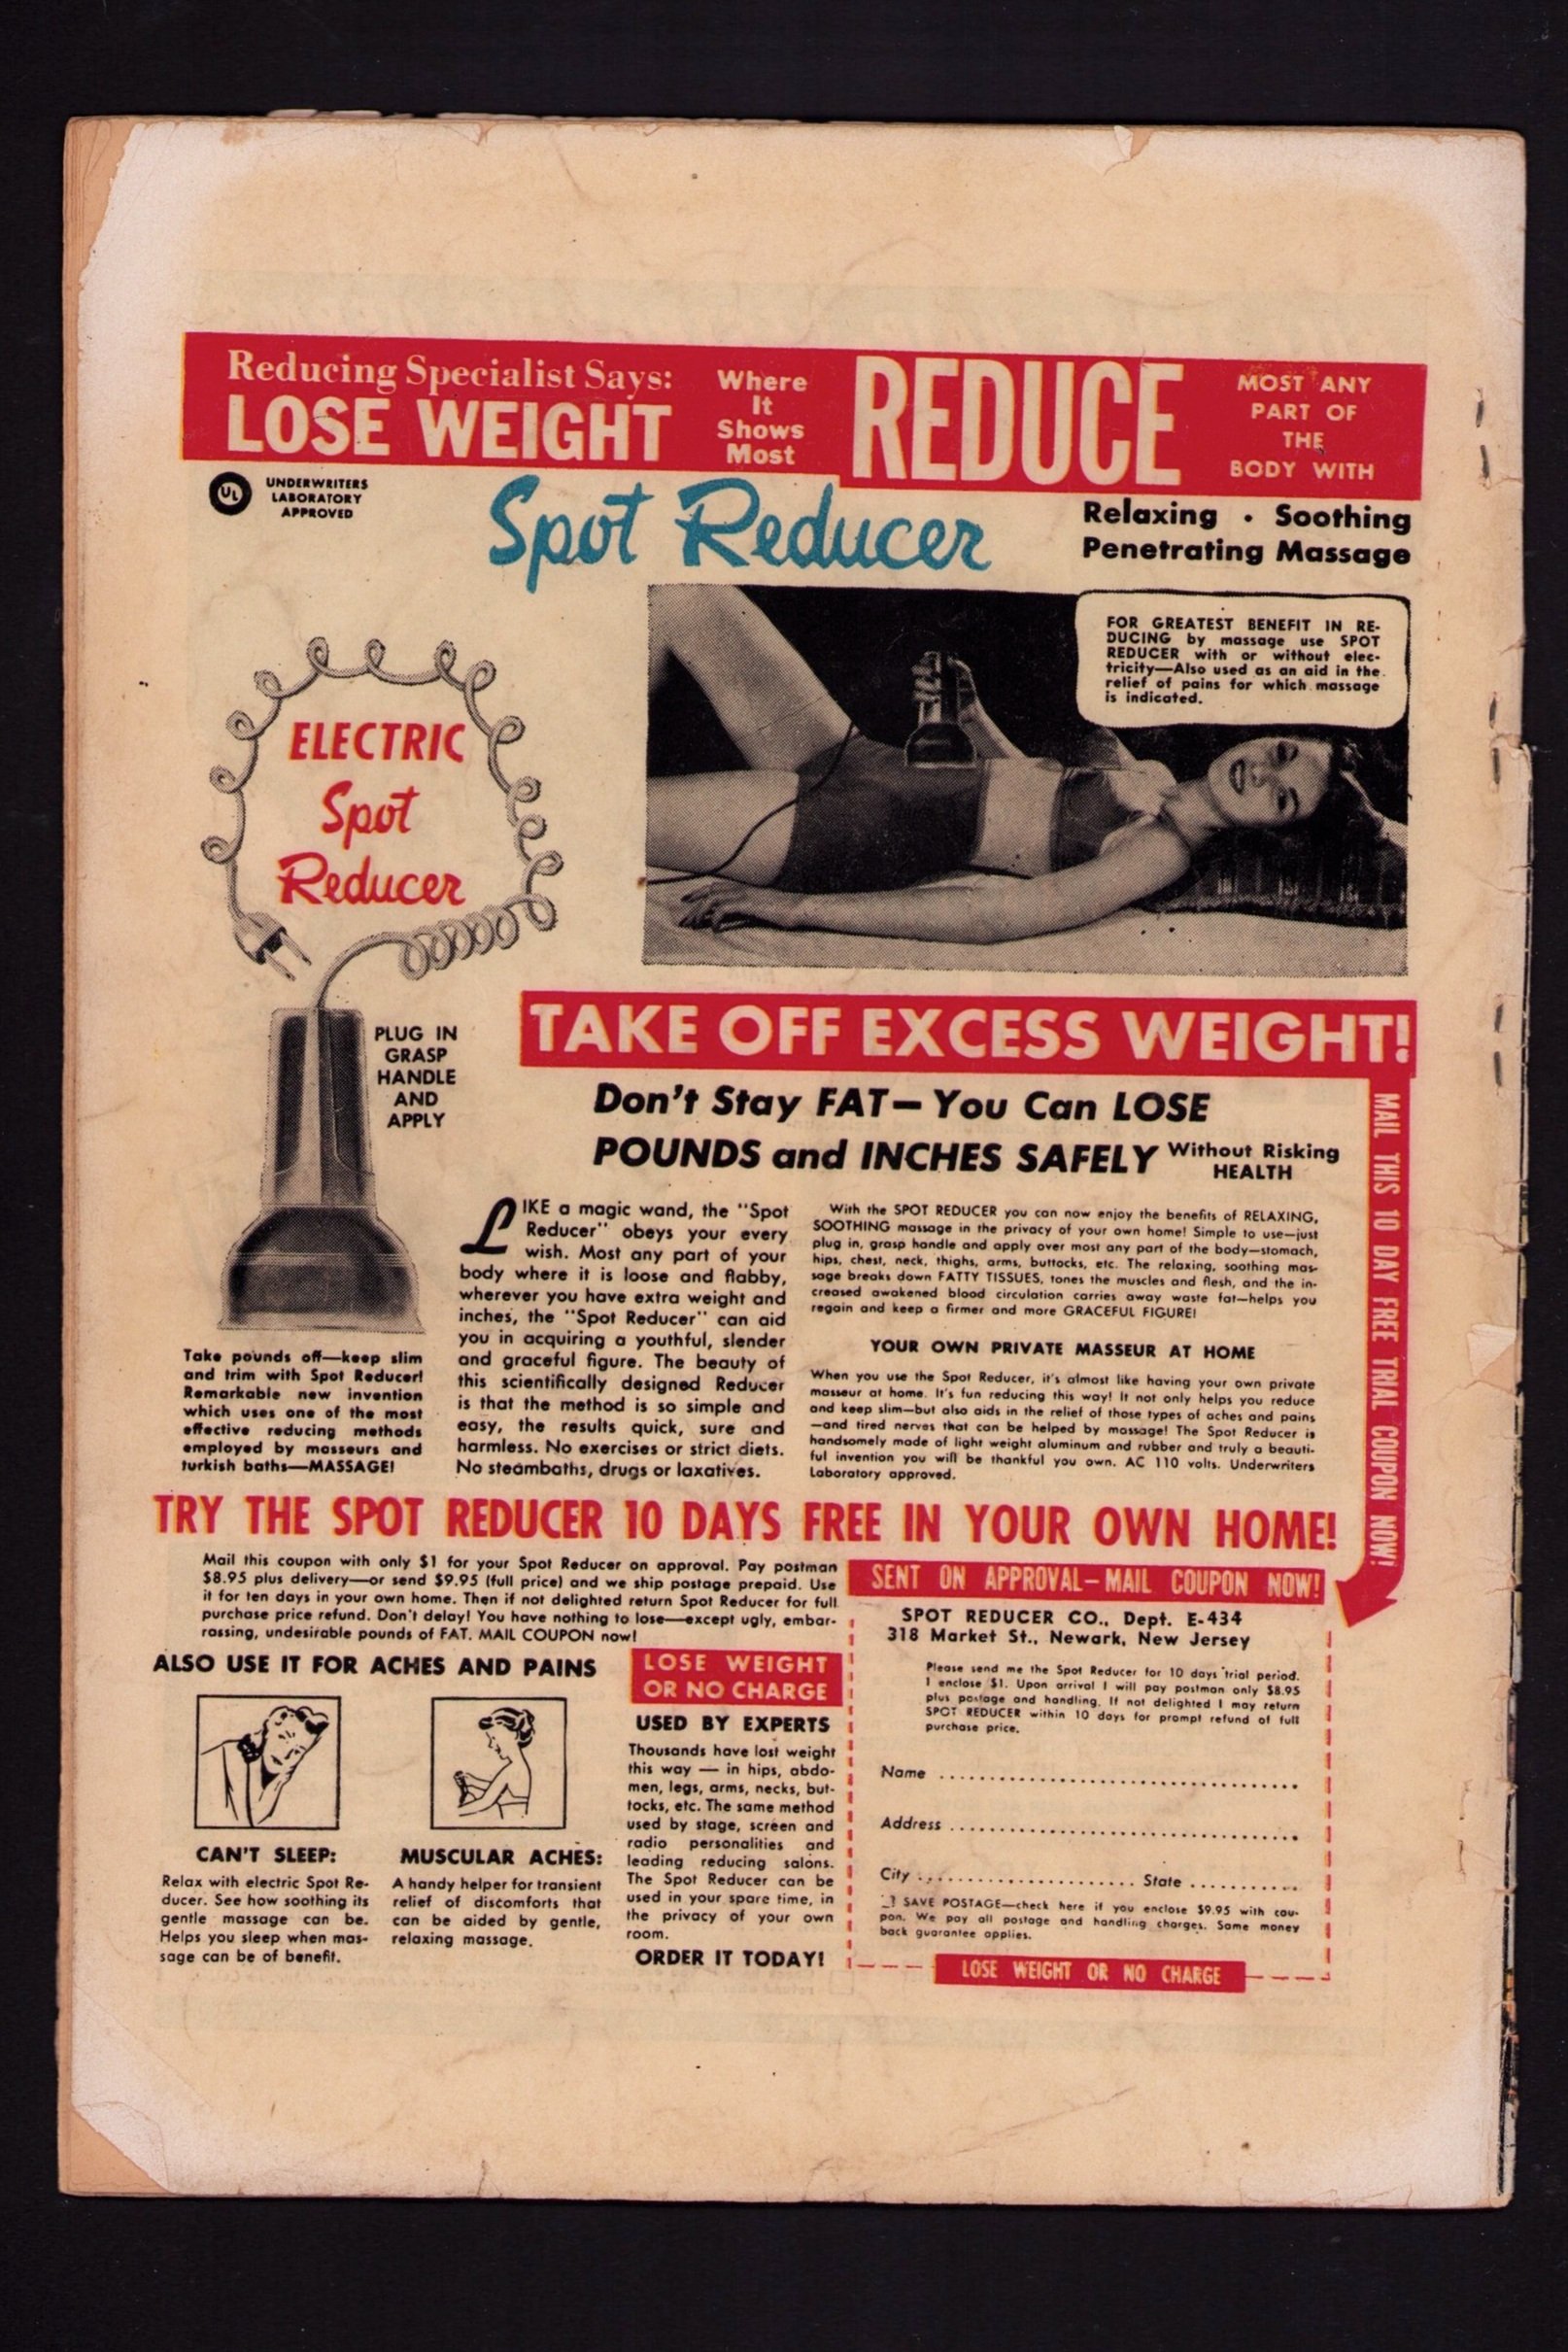 Reducing Specialist Says:
LOSE WEIGHT
Where
It
Shows
Most
REDUCE
MOST ANY
PART OF
THE
BODY WITH
UL
UNDERWRITERS
LABORATORY
APPROVED
Spot Reducer
Relaxing • Soothing
Penetrating Massage
FOR GREATEST BENEFIT IN RE-
DUCING by massage use SPOT
REDUCER with or without elec-
tricity—Also used as an aid in the
relief of pains for which massage
is indicated.
ELECTRIC
Spot
Reducer
PLUG IN
GRASP
HANDLE
AND
APPLY
TAKE OFF EXCESS WEIGHT!
Don't Stay FAT—You Can LOSE
POUNDS and INCHES SAFELY Without Risking
HEALTH
MAIL THIS 10 DAY FREE TRIAL COUPON NOW!
Take pounds off—keep slim
and trim with Spot Reducer!
Remarkable new invention
which uses one of the most
effective reducing methods
employed by masseurs and
turkish baths—MASSAGE!
LIKE a magic wand, the "Spot
Reducer" obeys your every
wish. Most any part of your
body where it is loose and flabby,
wherever you have extra weight and
inches, the "Spot Reducer" can aid
you in acquiring a youthful, slender
and graceful figure. The beauty of
this scientifically designed Reducer
is that the method is so simple and
easy, the results quick, sure and
harmless. No exercises or strict diets.
No steambaths, drugs or laxatives.
With the SPOT REDUCER you can now enjoy the benefits of RELAXING,
SOOTHING massage in the privacy of your own home! Simple to use—just
plug in, grasp handle and apply over most any part of the body—stomach,
hips, chest, neck, thighs, arms, buttocks, etc. The relaxing, soothing mas-
sage breaks down FATTY TISSUES, tones the muscles and flesh, and the in-
creased awakened blood circulation carries away waste fat—helps you
regain and keep a firmer and more GRACEFUL FIGURE!
YOUR OWN PRIVATE MASSEUR AT HOME
When you use the Spot Reducer, it's almost like having your own private
masseur at home. It's fun reducing this way! It not only helps you reduce
and keep slim—but also aids in the relief of those types of aches and pains
—and tired nerves that can be helped by massage! The Spot Reducer is
handsomely made of light weight aluminum and rubber and truly a beauti-
ful invention you will be thankful you own. AC 110 volts. Underwriters
Laboratory approved.
TRY THE SPOT REDUCER 10 DAYS FREE IN YOUR OWN HOME!
Mail this coupon with only $1 for your Spot Reducer on approval. Pay postman
$8.95 plus delivery—or send $9.95 (full price) and we ship postage prepaid. Use
it for ten days in your own home. Then if not delighted return Spot Reducer for full
purchase price refund. Don't delay! You have nothing to lose—except ugly, embar-
rassing, undesirable pounds of FAT. MAIL COUPON now!
ALSO USE IT FOR ACHES AND PAINS
CAN'T SLEEP:
Relax with electric Spot Re-
ducer. See how soothing its
gentle massage can be.
Helps you sleep when mas-
sage can be of benefit.
MUSCULAR ACHES:
A handy helper for transient
relief of discomforts that
can be aided by gentle,
relaxing massage.
LOSE WEIGHT
OR NO CHARGE
USED BY EXPERTS
Thousands have lost weight
this way — in hips, abdo-
men, legs, arms, necks, but-
tocks, etc. The same method
used by stage, screen and
radio personalities and
leading reducing salons.
The Spot Reducer can be
used in your spare time, in
the privacy of your own
room.
ORDER IT TODAY!
SENT ON APPROVAL—MAIL COUPON NOW!
SPOT REDUCER CO., Dept. E-434
318 Market St., Newark, New Jersey
Please send me the Spot Reducer for 10 days trial period.
I enclose $1. Upon arrival I will pay postman only $8.95
plus postage and handling. If not delighted I may return
SPOT REDUCER within 10 days for prompt refund of full
purchase price.
Name
Address
City State
SAVE POSTAGE—check here if you enclose $9.95 with cou-
pon. We pay all postage and handling charges. Same money
back guarantee applies.
LOSE WEIGHT OR NO CHARGE